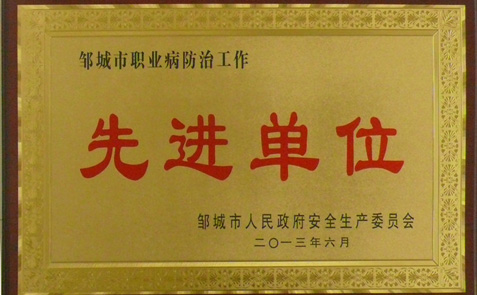 邹城市职业病防治工作
先进单位
邹城市人民政府安全生产委员会
二〇一三年六月